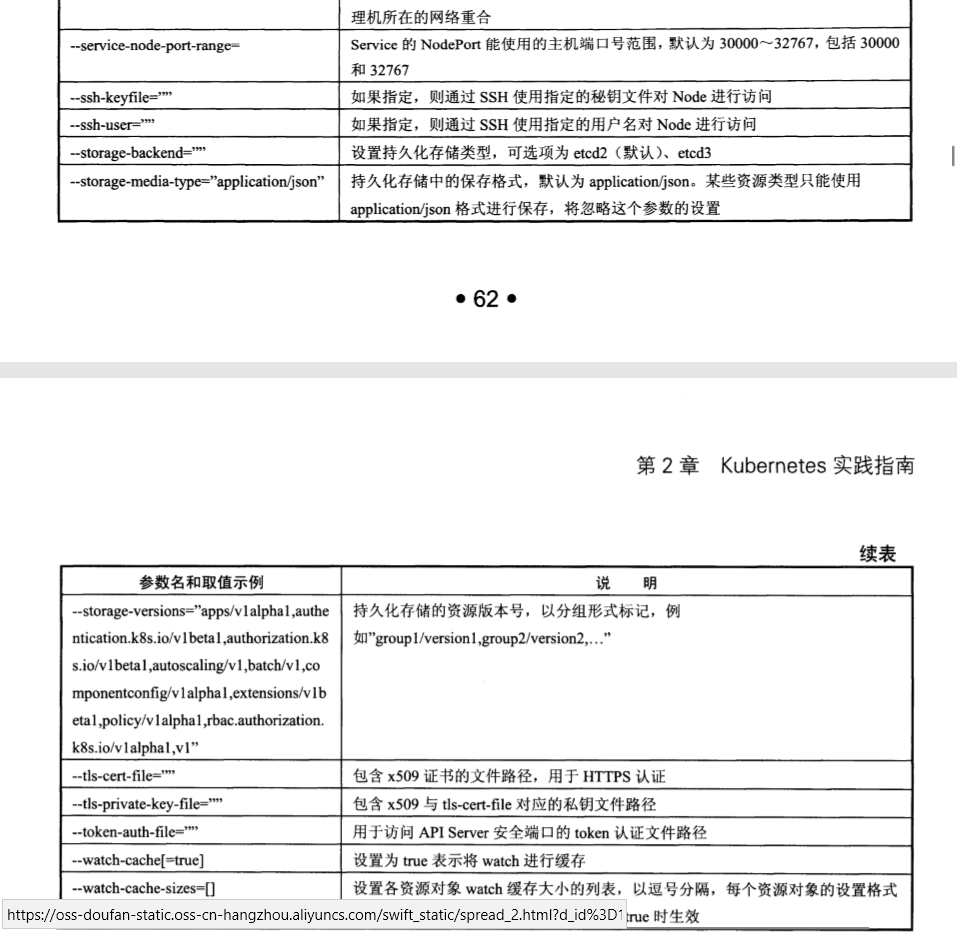 理机所在的网络重合
--service-node-port-range=
Service 的 NodePort 能使用的主机端口号范围，默认为 30000～32767，包括 30000
和 32767
--ssh-keyfile=””
如果指定，则通过 SSH 使用指定的秘钥文件对 Node 进行访问
--ssh-user=””
如果指定，则通过 SSH 使用指定的用户名对 Node 进行访问
--storage-backend=””
设置持久化存储类型，可选项为 etcd2（默认）、etcd3
--storage-media-type=”application/json”
持久化存储中的保存格式，默认为 application/json。某些资源类型只能使用
application/json 格式进行保存，将忽略这个参数的设置
• 62 •
第 2 章 Kubernetes 实践指南
续表
参数名和取值示例
说 明
--storage-versions=”apps/v1alpha1,authe
ntication.k8s.io/v1beta1,authorization.k8
s.io/v1beta1,autoscaling/v1,batch/v1,co
mponentconfig/v1alpha1,extensions/v1b
eta1,policy/v1alpha1,rbac.authorization.
k8s.io/v1alpha1,v1”
持久化存储的资源版本号，以分组形式标记，例
如”group1/version1,group2/version2,…”
--tls-cert-file=””
包含 x509 证书的文件路径，用于 HTTPS 认证
--tls-private-key-file=””
包含 x509 与 tls-cert-file 对应的私钥文件路径
--token-auth-file=””
用于访问 API Server 安全端口的 token 认证文件路径
--watch-cache[=true]
设置为 true 表示将 watch 进行缓存
--watch-cache-sizes=[]
设置各资源对象 watch 缓存大小的列表，以逗号分隔，每个资源对象的设置格式
true 时生效
https://oss-doufan-static.oss-cn-hangzhou.aliyuncs.com/swift_static/spread_2.html?d_id%3D1